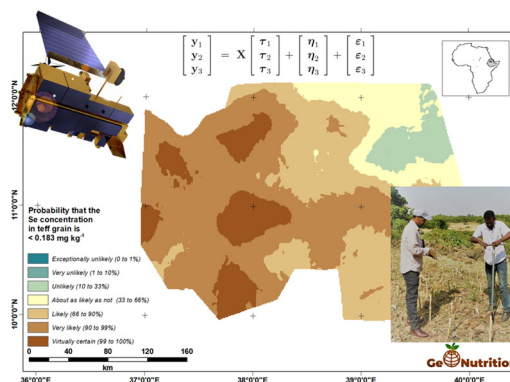 [y₁ y₂ y₃] = X [τ₁ τ₂ τ₃] + [η₁ η₂ η₃] + [ε₁ ε₂ ε₃]
12°0'0"N
11°0'0"N
10°0'0"N
Probability that the
Se concentration
in teff grain is
< 0.183 mg kg⁻¹
Exceptionally unlikely (0 to 1%)
Very unlikely (1 to 10%)
Unlikely (10 to 33%)
About as likely as not (33 to 66%)
Likely (66 to 90%)
Very likely (90 to 99%)
Virtually certain (99 to 100%)
0 40 80 120 160
km
GeoNutrition
36°0'0"E 37°0'0"E 38°0'0"E 39°0'0"E 40°0'0"E